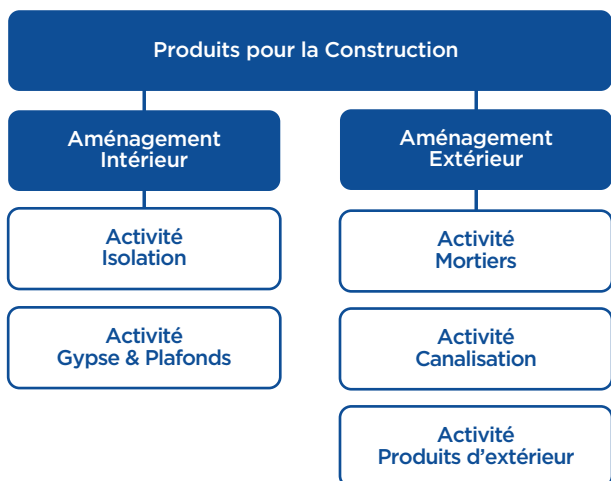 Produits pour la Construction
Aménagement
Intérieur
Activité
Isolation
Activité
Gypse & Plafonds
Aménagement
Extérieur
Activité
Mortiers
Activité
Canalisation
Activité
Produits d’extérieur